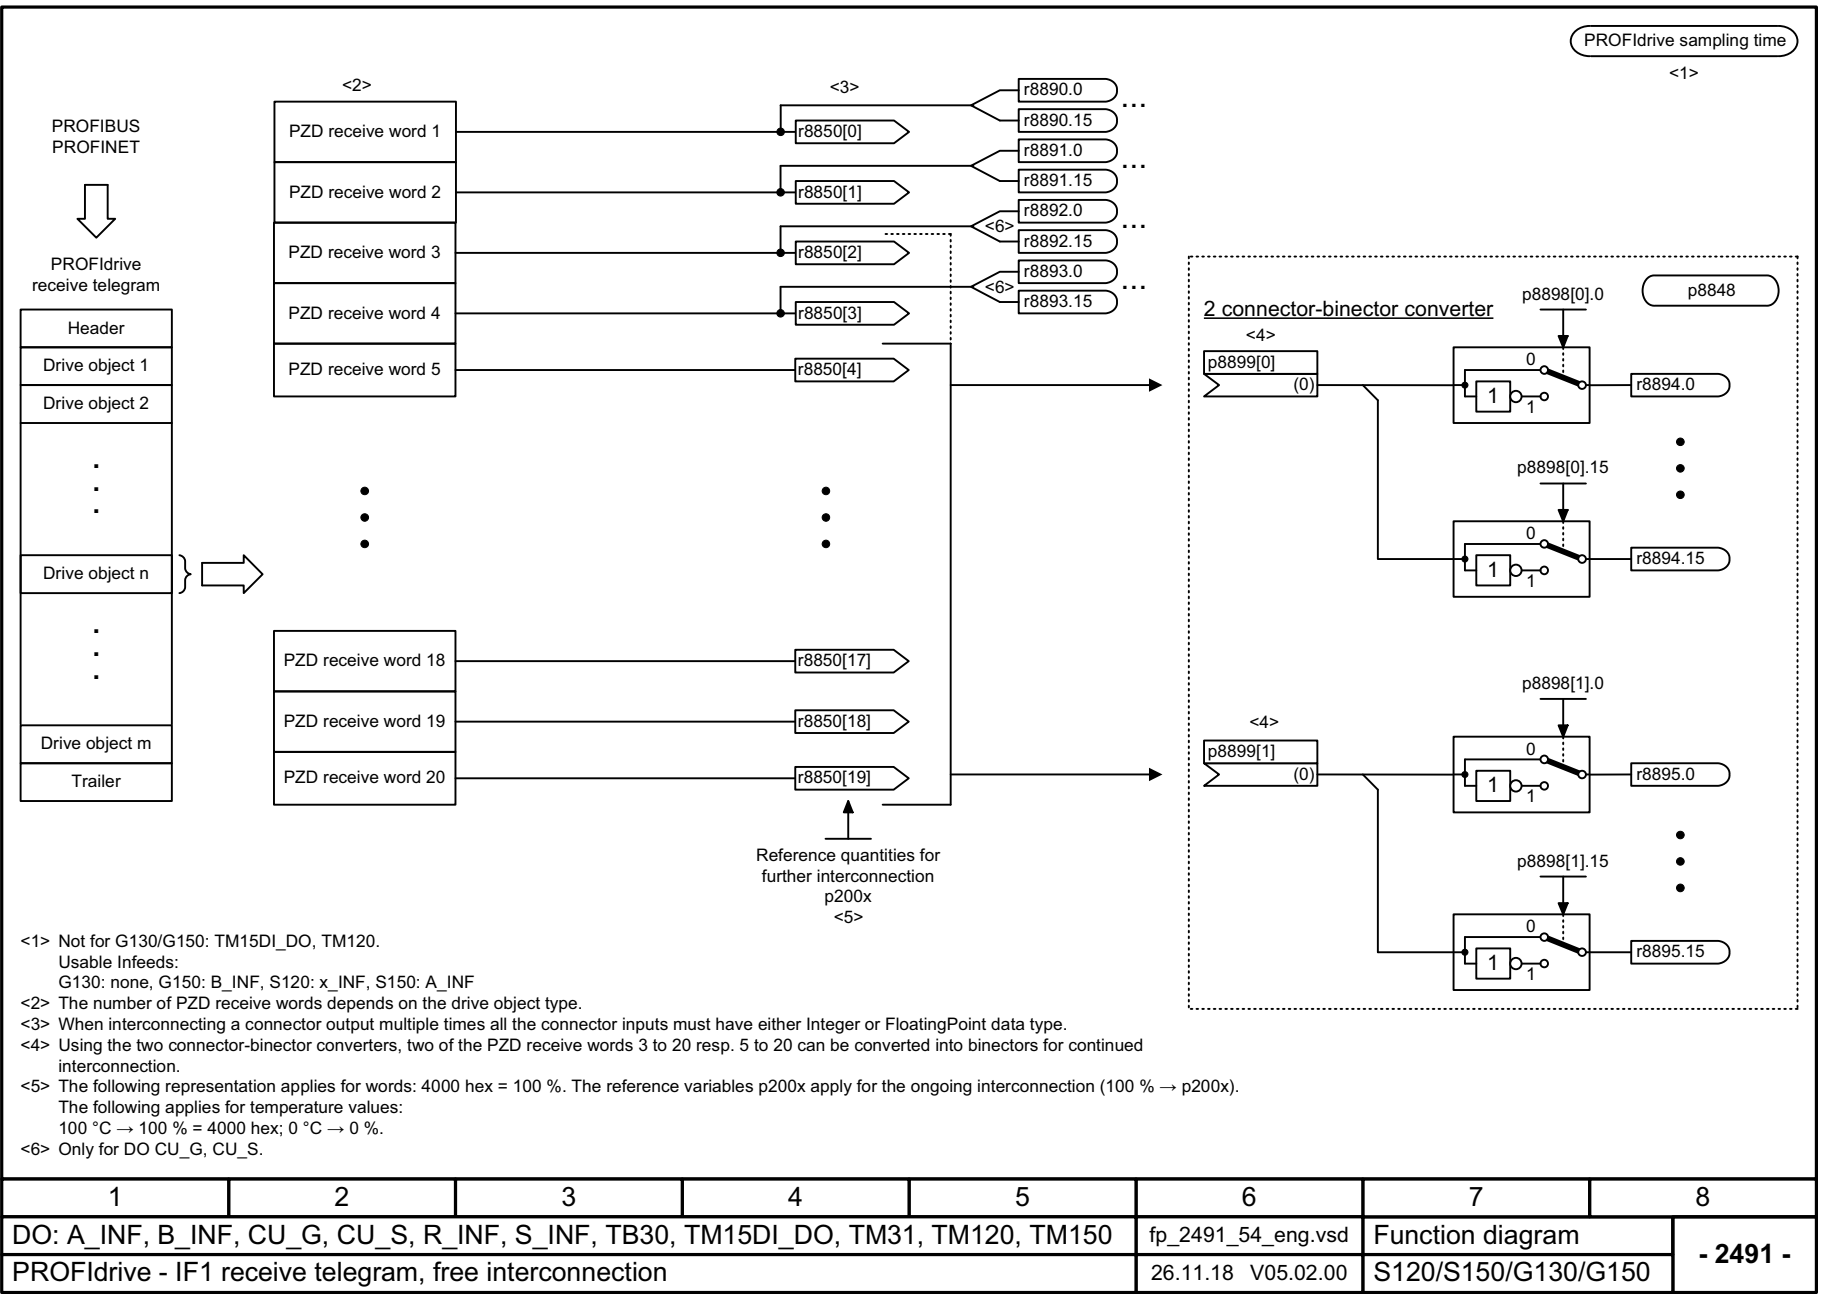 PROFIdrive sampling time
<1>
<2>
<3>
PROFIBUS
PROFINET
PROFIdrive
receive telegram
Header
Drive object 1
Drive object 2
Drive object n
Drive object m
Trailer
PZD receive word 1
r8850[0]
r8890.0
...
r8890.15
PZD receive word 2
r8850[1]
r8891.0
...
r8891.15
PZD receive word 3
r8850[2]
<6>
r8892.0
...
r8892.15
PZD receive word 4
r8850[3]
<6>
r8893.0
...
r8893.15
PZD receive word 5
r8850[4]
PZD receive word 18
r8850[17]
PZD receive word 19
r8850[18]
PZD receive word 20
r8850[19]
Reference quantities for
further interconnection
p200x
<5>
2 connector-binector converter
p8848
<4>
p8899[0]
(0)
p8898[0].0
0
1
1
r8894.0
p8898[0].15
0
1
1
r8894.15
<4>
p8899[1]
(0)
p8898[1].0
0
1
1
r8895.0
p8898[1].15
0
1
1
r8895.15
<1> Not for G130/G150: TM15DI_DO, TM120.
Usable Infeeds:
G130: none, G150: B_INF, S120: x_INF, S150: A_INF
<2> The number of PZD receive words depends on the drive object type.
<3> When interconnecting a connector output multiple times all the connector inputs must have either Integer or FloatingPoint data type.
<4> Using the two connector-binector converters, two of the PZD receive words 3 to 20 resp. 5 to 20 can be converted into binectors for continued
interconnection.
<5> The following representation applies for words: 4000 hex = 100 %. The reference variables p200x apply for the ongoing interconnection (100 % → p200x).
The following applies for temperature values:
100 °C → 100 % = 4000 hex; 0 °C → 0 %.
<6> Only for DO CU_G, CU_S.
1 2 3 4 5 6 7 8
DO: A_INF, B_INF, CU_G, CU_S, R_INF, S_INF, TB30, TM15DI_DO, TM31, TM120, TM150
fp_2491_54_eng.vsd
Function diagram
- 2491 -
PROFIdrive - IF1 receive telegram, free interconnection
26.11.18 V05.02.00
S120/S150/G130/G150